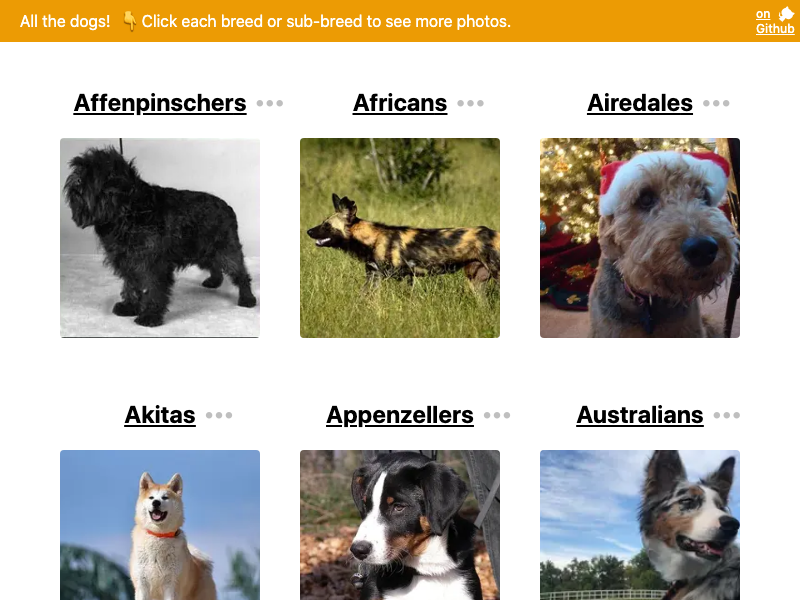 All the dogs! 👇 Click each breed or sub-breed to see more photos.
on
Github
Affenpinschers •••
Africans •••
Airedales •••
Akitas •••
Appenzellers •••
Australians •••